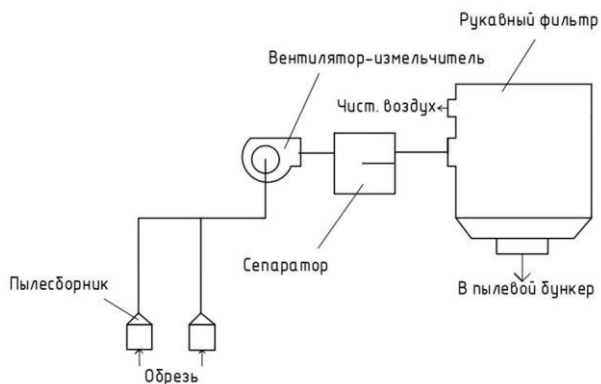 Рукавный фильтр
Вентилятор-измельчитель
Чист. воздух
Сепаратор
Пылесборник
В пылевой бункер
Обрезь